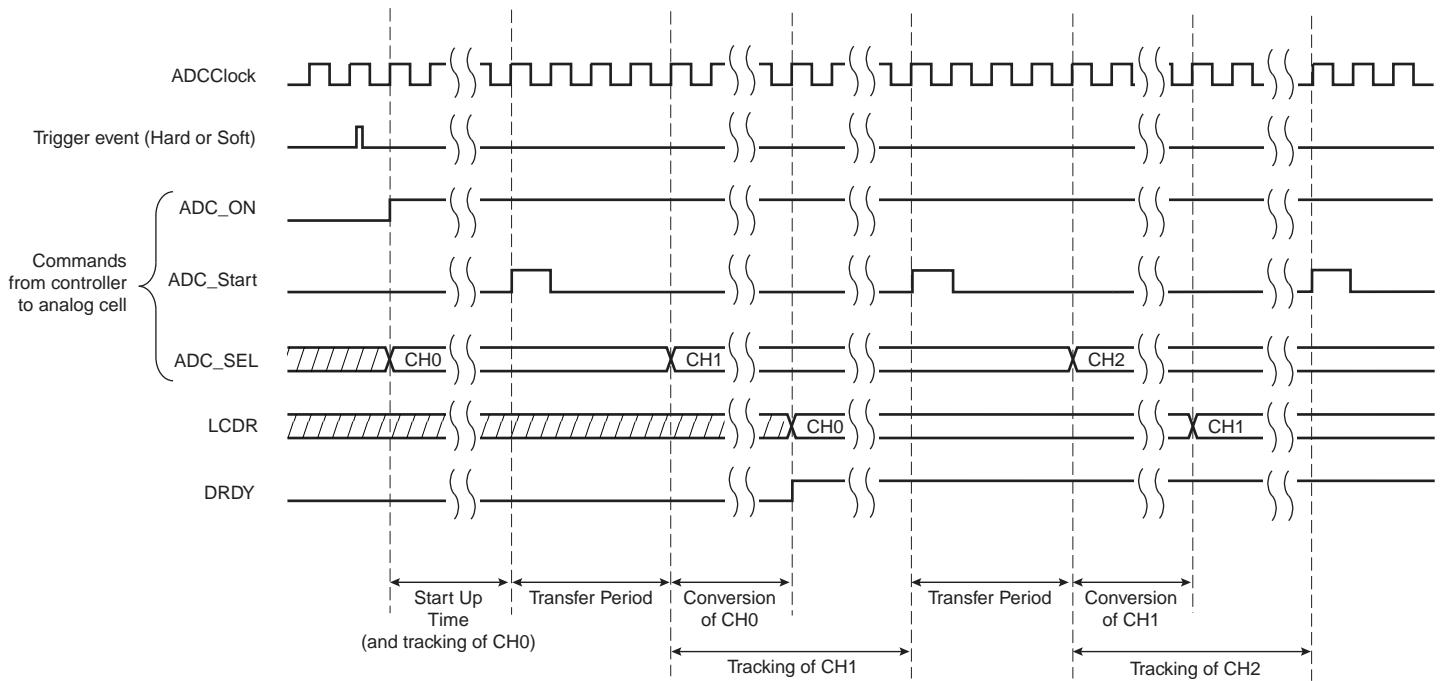 ADCClock
Trigger event (Hard or Soft)
ADC_ON
Commands
from controller
to analog cell
ADC_Start
ADC_SEL
CH0
CH1
CH2
LCDR
CH0
CH1
DRDY
Start Up
Time
(and tracking of CH0)
Transfer Period
Conversion
of CH0
Transfer Period
Conversion
of CH1
Tracking of CH1
Tracking of CH2